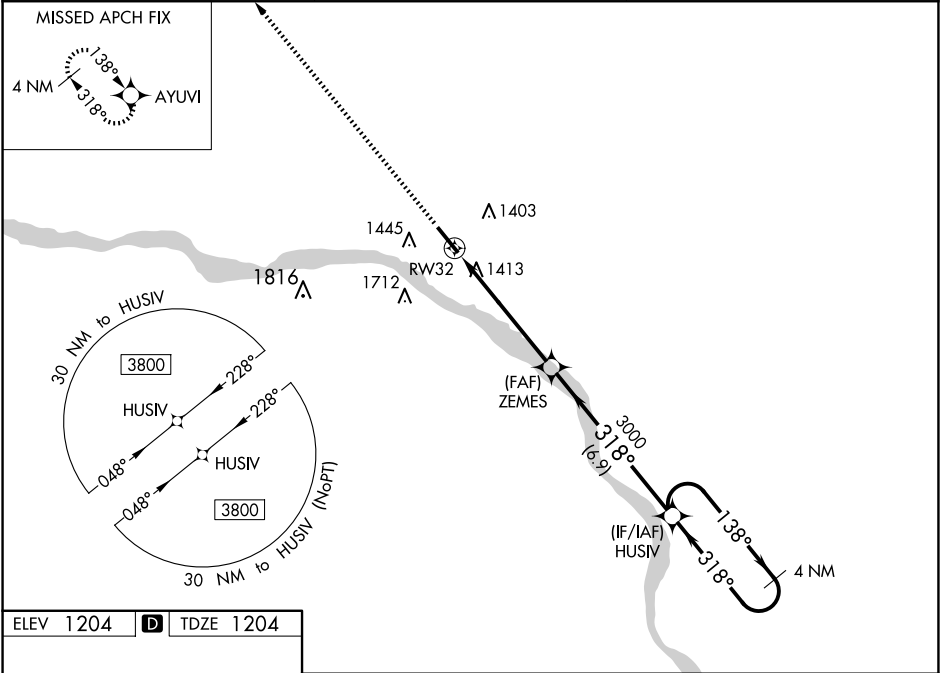 MISSED APCH FIX
138°
4 NM
318°
AYUVI
1403
1445
RW32
1413
1816
1712
30 NM to HUSIV
3800
228°
HUSIV
048°
228°
HUSIV
048°
3800
30 NM to HUSIV (NoPT)
(FAF)
ZEMES
3000
318°
(6.9)
(IF/IAF)
HUSIV
138°
318°
4 NM
ELEV 1204 D TDZE 1204